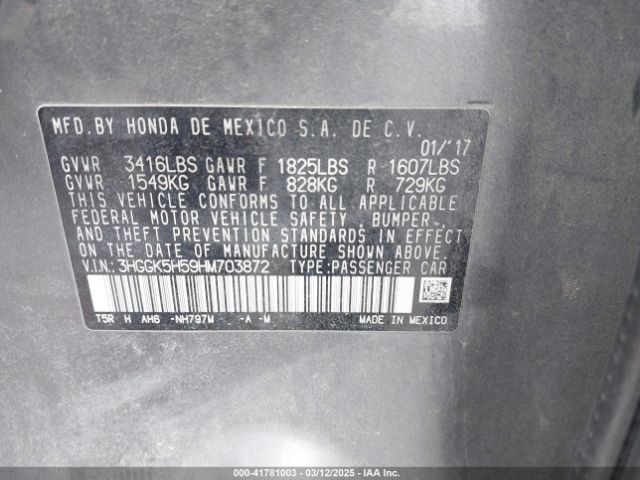 MFD.BY HONDA DE MEXICO S.A. DE C.V.
01/'17
GVWR 3416LBS GAWR F 1825LBS R 1607LBS
GVWR 1549KG GAWR F 828KG R 729KG
THIS VEHICLE CONFORMS TO ALL APPLICABLE
FEDERAL MOTOR VEHICLE SAFETY, BUMPER,
AND THEFT PREVENTION STANDARDS IN EFFECT
ON THE DATE OF MANUFACTURE SHOWN ABOVE.
V.I.N.: 3HGGK5H59HM703872 TYPE:PASSENGER CAR
T5R H AH6 -NH797M -A -M MADE IN MEXICO
000-41781003 — 03/12/2025 — IAA Inc.